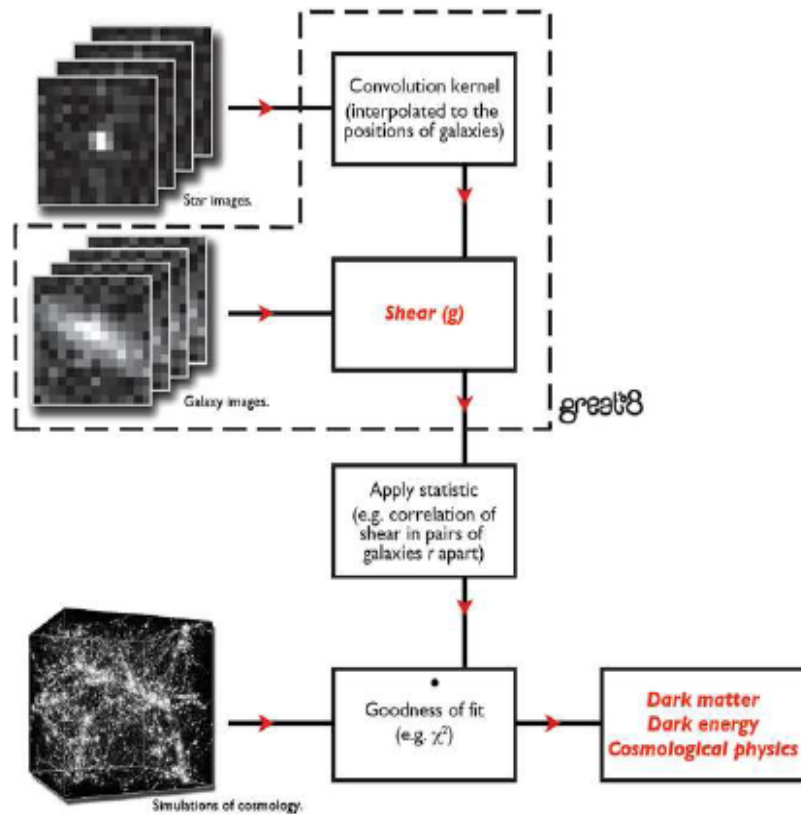 Convolution kernel
(interpolated to the
positions of galaxies)
Star images.
Shear (g)
Galaxy images.
great08
Apply statistic
(e.g. correlation of
shear in pairs of
galaxies r apart)
Goodness of fit
(e.g. χ²)
Dark matter
Dark energy
Cosmological physics
Simulations of cosmology.